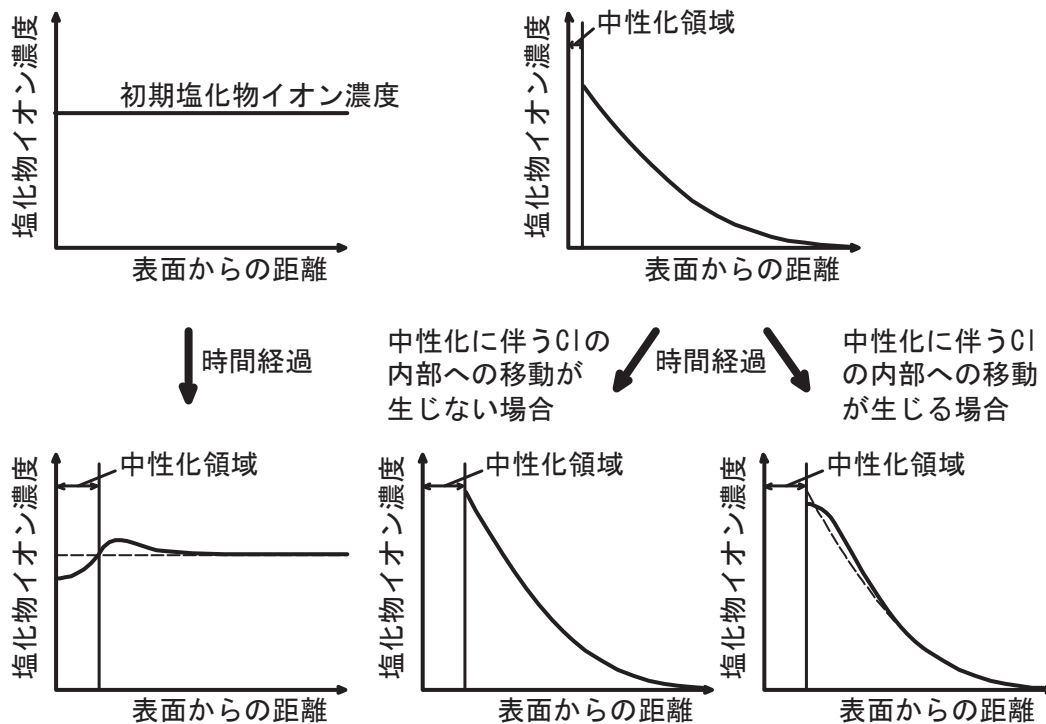 塩化物イオン濃度
初期塩化物イオン濃度
表面からの距離
塩化物イオン濃度
中性化領域
表面からの距離
時間経過
中性化に伴うClの
内部への移動が
生じない場合
時間経過
中性化に伴うCl
の内部への移動
が生じる場合
塩化物イオン濃度
中性化領域
表面からの距離
塩化物イオン濃度
中性化領域
表面からの距離
塩化物イオン濃度
中性化領域
表面からの距離